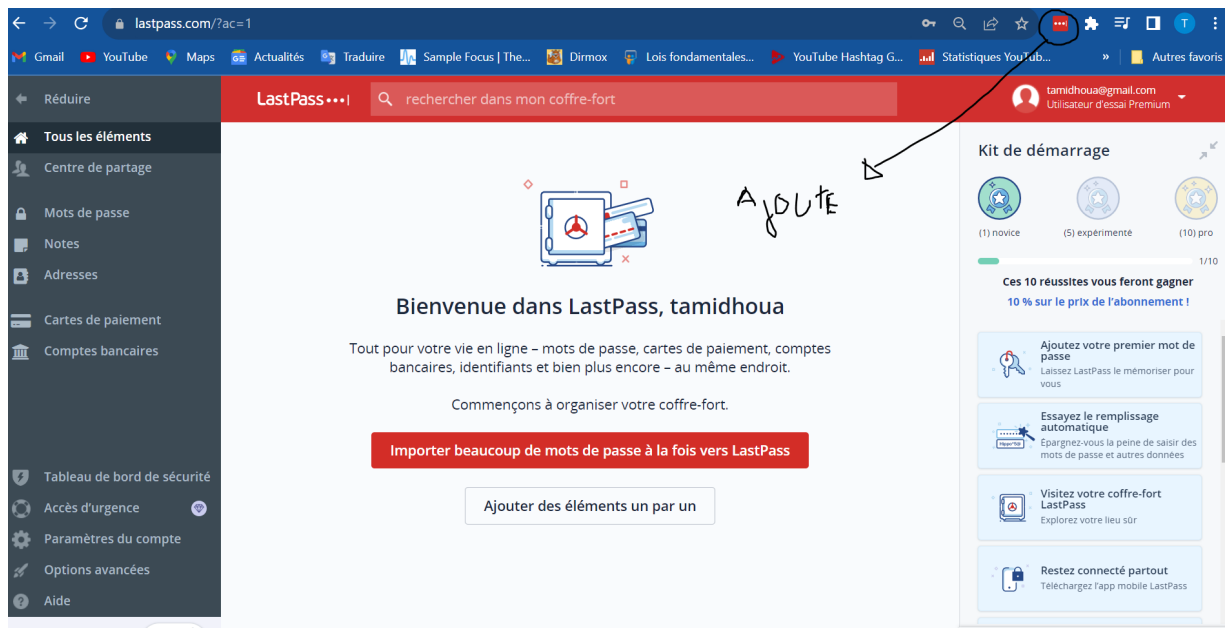 lastpass.com/?ac=1
T
Gmail YouTube Maps Actualités Traduire Sample Focus | The... Dirmox Lois fondamentales... YouTube Hashtag G... Statistiques YouTub... » Autres favoris
Réduire
LastPass
rechercher dans mon coffre-fort
tamidhoua@gmail.com
Utilisateur d'essai Premium
Tous les éléments
Centre de partage
Mots de passe
Notes
Adresses
Cartes de paiement
Comptes bancaires
Tableau de bord de sécurité
Accès d'urgence
Paramètres du compte
Options avancées
Aide
AjOUtE
Bienvenue dans LastPass, tamidhoua
Tout pour votre vie en ligne – mots de passe, cartes de paiement, comptes
bancaires, identifiants et bien plus encore – au même endroit.
Commençons à organiser votre coffre-fort.
Importer beaucoup de mots de passe à la fois vers LastPass
Ajouter des éléments un par un
Kit de démarrage
(1) novice (5) expérimenté (10) pro
1/10
Ces 10 réussites vous feront gagner
10 % sur le prix de l'abonnement !
Ajoutez votre premier mot de
passe
Laissez LastPass le mémoriser pour
vous
Essayez le remplissage
automatique
Épargnez-vous la peine de saisir des
mots de passe et autres données
Visitez votre coffre-fort
LastPass
Explorez votre lieu sûr
Restez connecté partout
Téléchargez l'app mobile LastPass